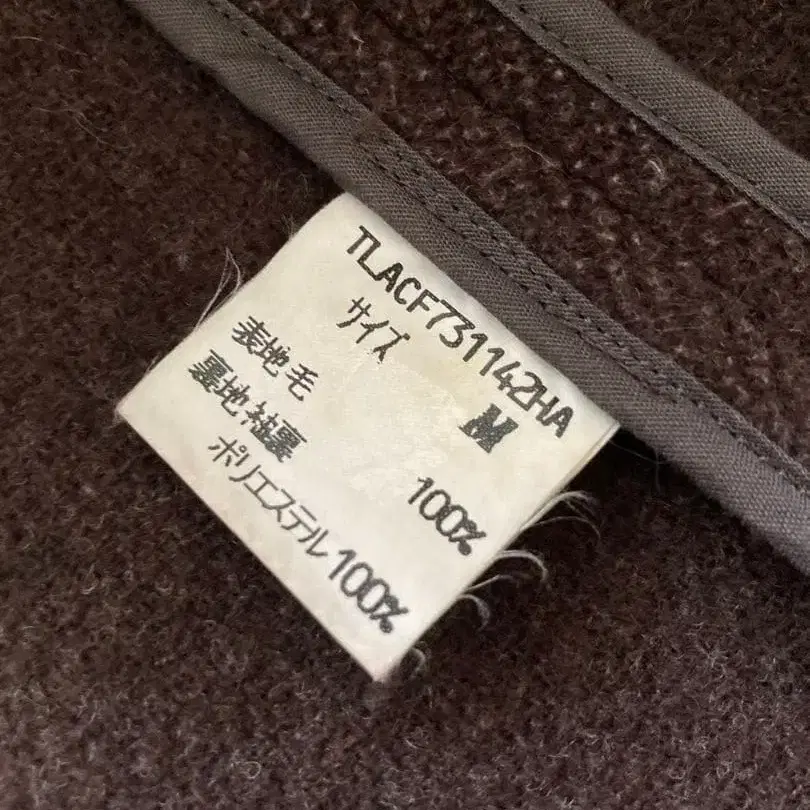 TLACF731142HA
サイズ M
表地毛 100%
裏地袖裏
ポリエステル100%